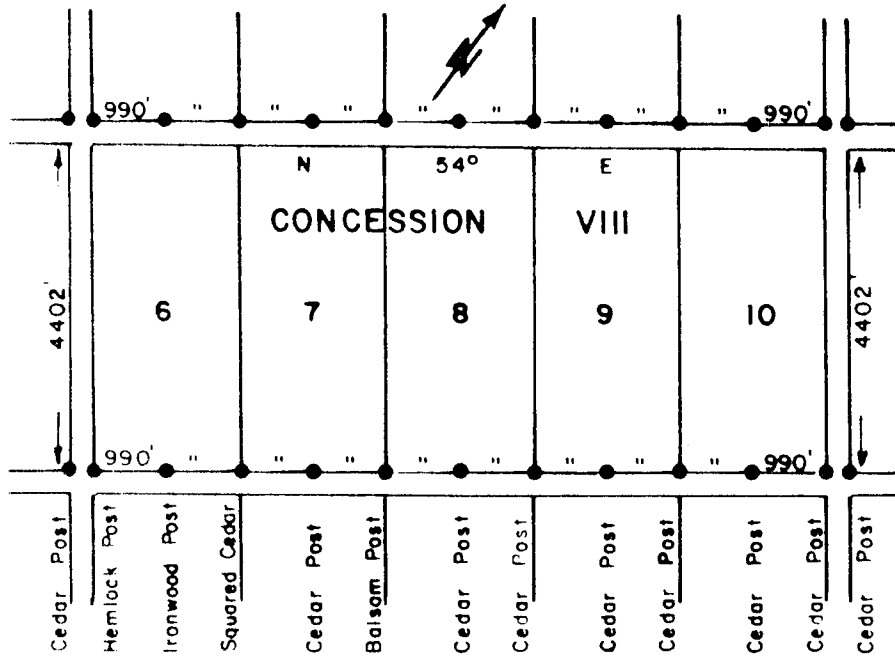 990' " " " " " " " " 990'
N 54° E
CONCESSION VIII
4402'
6 7 8 9 10
4402'
990' " " " " " " " " 990'
Cedar Post
Hemlock Post
Ironwood Post
Squared Cedar
Cedar Post
Balsam Post
Cedar Post
Cedar Post
Cedar Post
Cedar Post
Cedar Post
Cedar Post
Cedar Post